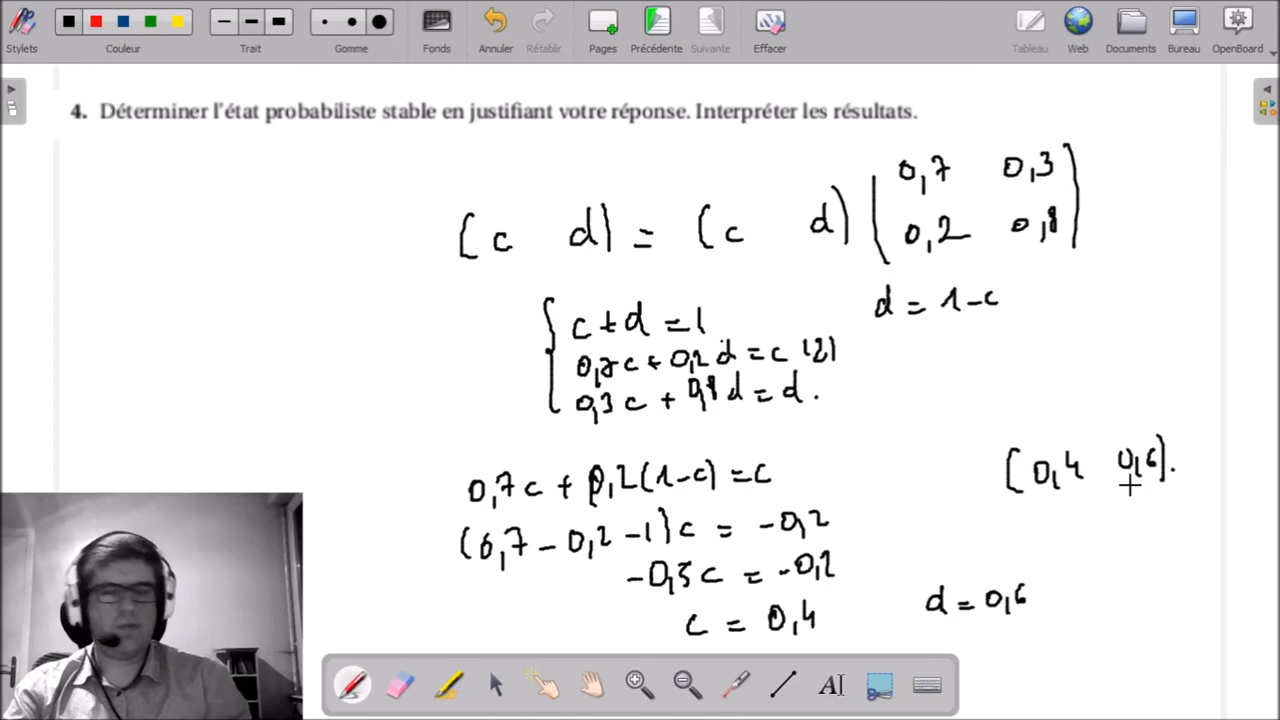 Stylets Couleur Trait Gomme Fonds Annuler Rétablir Pages Précédente Suivante Effacer Tableau Web Documents Bureau OpenBoard
4. Déterminer l'état probabiliste stable en justifiant votre réponse. Interpréter les résultats.
(c d) = (c d) (0,7 0,3
0,2 0,8)
c + d = 1
d = 1 - c
0,7c + 0,2d = c (2)
0,3c + 0,8d = d.
0,7c + 0,2(1-c) = c
(0,4 0,6).
(0,7 - 0,2 - 1)c = -0,2
-0,5c = -0,2
c = 0,4
d = 0,6
AI